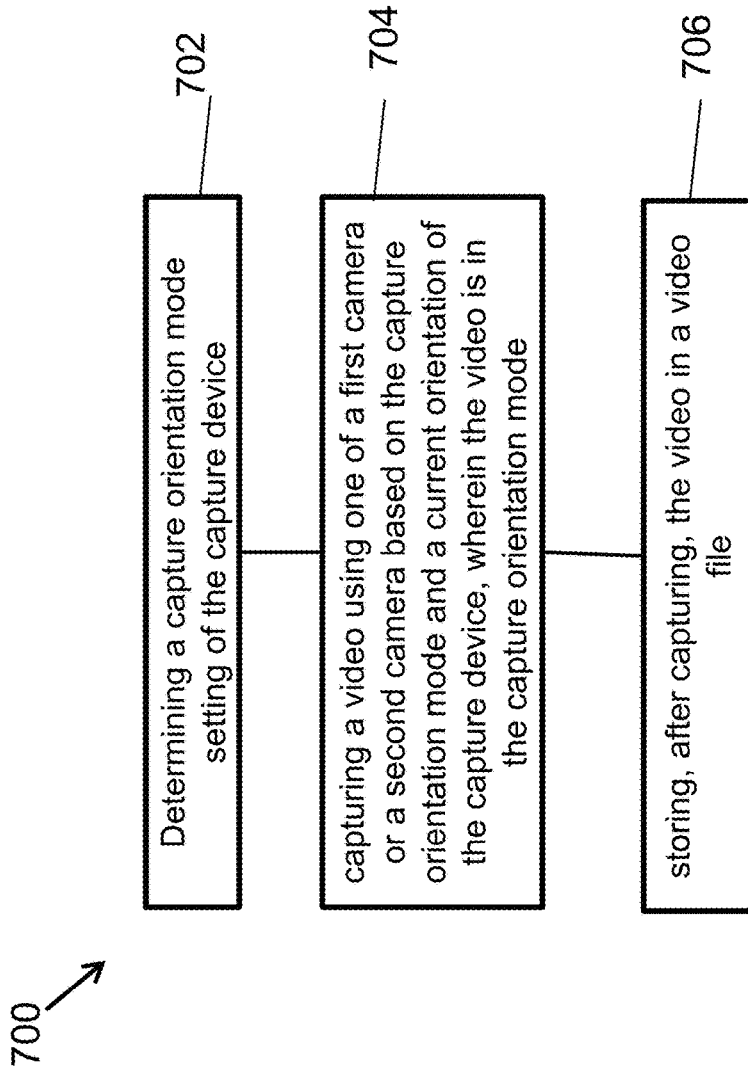 700
702
Determining a capture orientation mode
setting of the capture device
704
capturing a video using one of a first camera
or a second camera based on the capture
orientation mode and a current orientation of
the capture device, wherein the video is in
the capture orientation mode
706
storing, after capturing, the video in a video
file